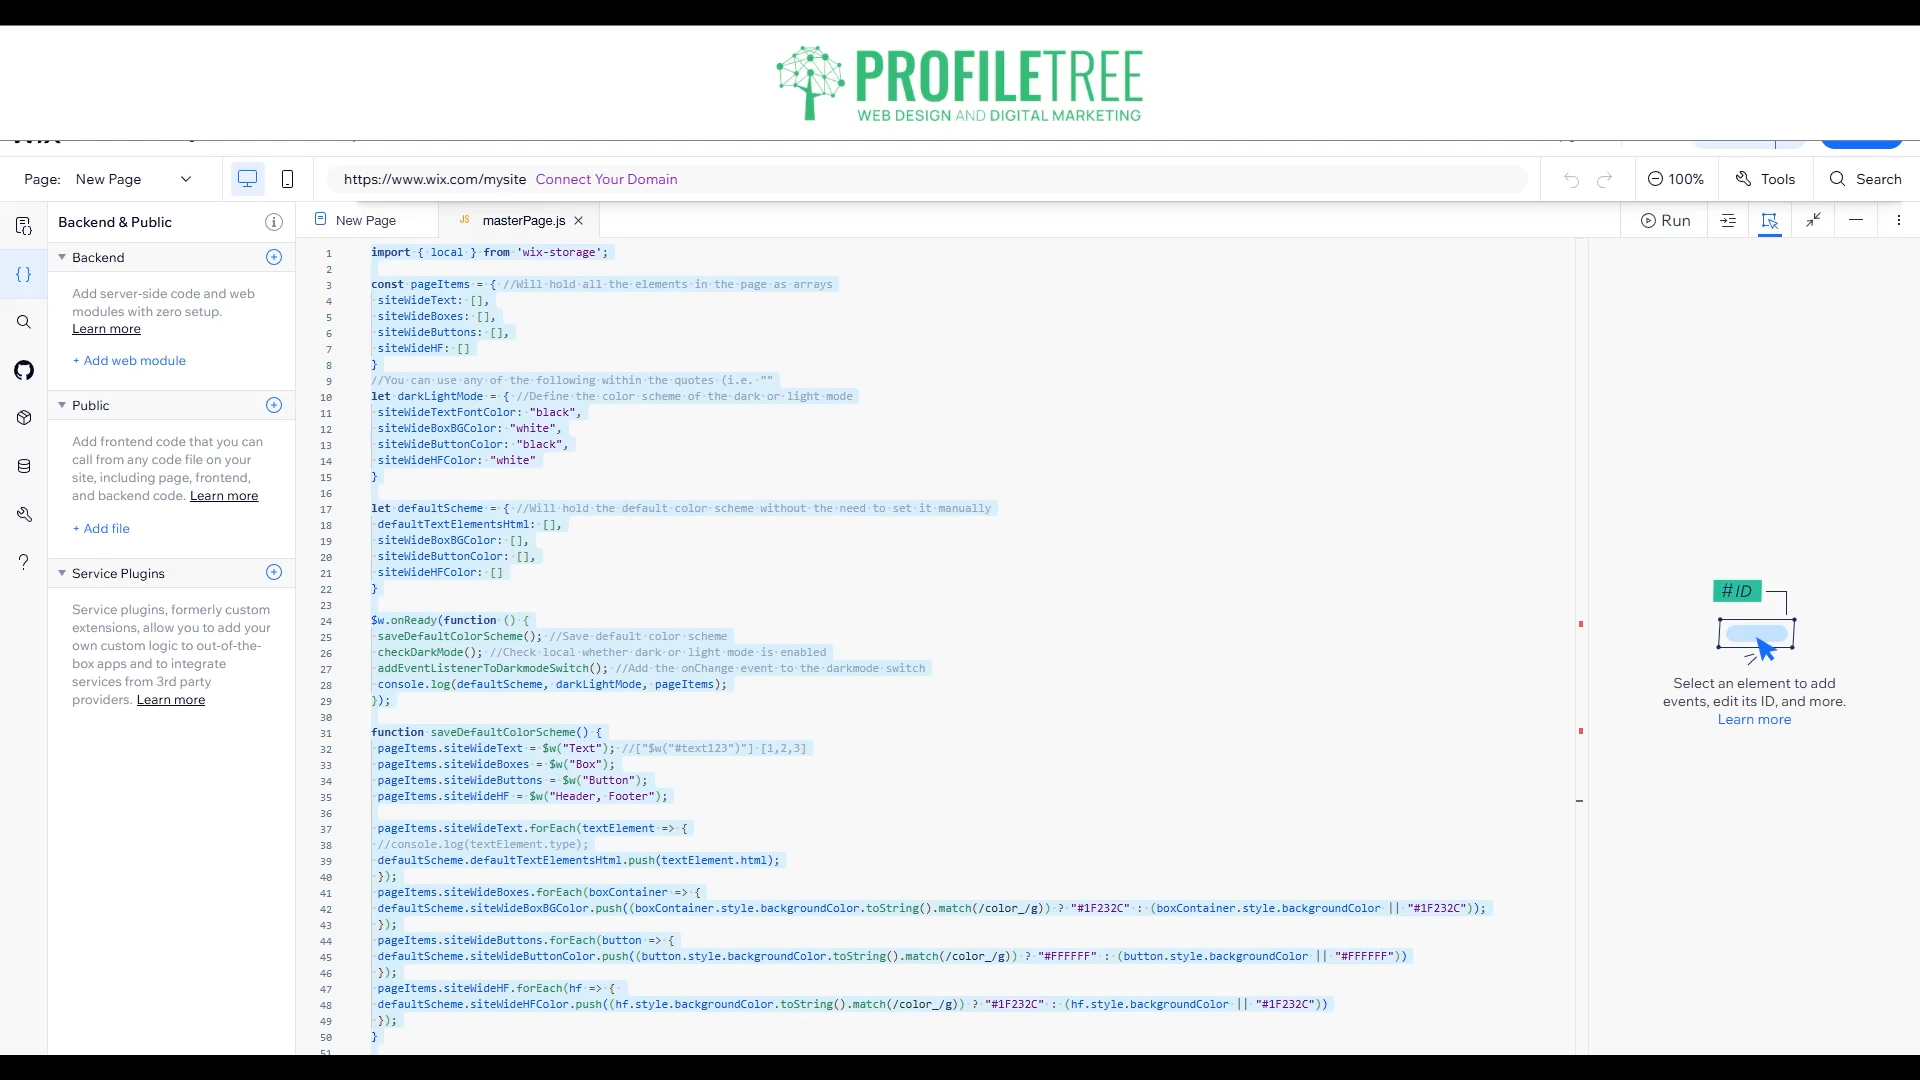 PROFILETREE
WEB DESIGN AND DIGITAL MARKETING
Page: New Page
https://www.wix.com/mysite Connect Your Domain
100%
Tools
Search
Backend & Public
New Page
JS masterPage.js
Run
Backend
Add server-side code and web
modules with zero setup.
Learn more
+ Add web module
Public
Add frontend code that you can
call from any code file on your
site, including page, frontend,
and backend code. Learn more
+ Add file
Service Plugins
Service plugins, formerly custom
extensions, allow you to add your
own custom logic to out-of-the-
box apps and to integrate
services from 3rd party
providers. Learn more
1 import { local } from 'wix-storage';
2
3 const pageItems = { //Will hold all the elements in the page as arrays
4 siteWideText: [],
5 siteWideBoxes: [],
6 siteWideButtons: [],
7 siteWideHF: []
8 }
9 //You can use any of the following within the quotes (i.e. ""
10 let darkLightMode = { //Define the color scheme of the dark or light mode
11 siteWideTextFontColor: "black",
12 siteWideBoxBGColor: "white",
13 siteWideButtonColor: "black",
14 siteWideHFColor: "white"
15 }
16
17 let defaultScheme = { //Will hold the default color scheme without the need to set it manually
18 defaultTextElementsHtml: [],
19 siteWideBoxBGColor: [],
20 siteWideButtonColor: [],
21 siteWideHFColor: []
22 }
23
24 $w.onReady(function () {
25 saveDefaultColorScheme(); //Save default color scheme
26 checkDarkMode(); //Check local whether dark or light mode is enabled
27 addEventListenerToDarkmodeSwitch(); //Add the onChange event to the darkmode switch
28 console.log(defaultScheme, darkLightMode, pageItems);
29 });
30
31 function saveDefaultColorScheme() {
32 pageItems.siteWideText = $w("Text"); //["$w("#text123")"] [1,2,3]
33 pageItems.siteWideBoxes = $w("Box");
34 pageItems.siteWideButtons = $w("Button");
35 pageItems.siteWideHF = $w("Header, Footer");
36
37 pageItems.siteWideText.forEach(textElement => {
38 //console.log(textElement.type);
39 defaultScheme.defaultTextElementsHtml.push(textElement.html);
40 });
41 pageItems.siteWideBoxes.forEach(boxContainer => {
42 defaultScheme.siteWideBoxBGColor.push((boxContainer.style.backgroundColor.toString().match(/color_/g)) ? "#1F232C" : (boxContainer.style.backgroundColor || "#1F232C"));
43 });
44 pageItems.siteWideButtons.forEach(button => {
45 defaultScheme.siteWideButtonColor.push((button.style.backgroundColor.toString().match(/color_/g)) ? "#FFFFFF" : (button.style.backgroundColor || "#FFFFFF"))
46 });
47 pageItems.siteWideHF.forEach(hf => {
48 defaultScheme.siteWideHFColor.push((hf.style.backgroundColor.toString().match(/color_/g)) ? "#1F232C" : (hf.style.backgroundColor || "#1F232C"))
49 });
50 }
51
#ID
Select an element to add
events, edit its ID, and more.
Learn more